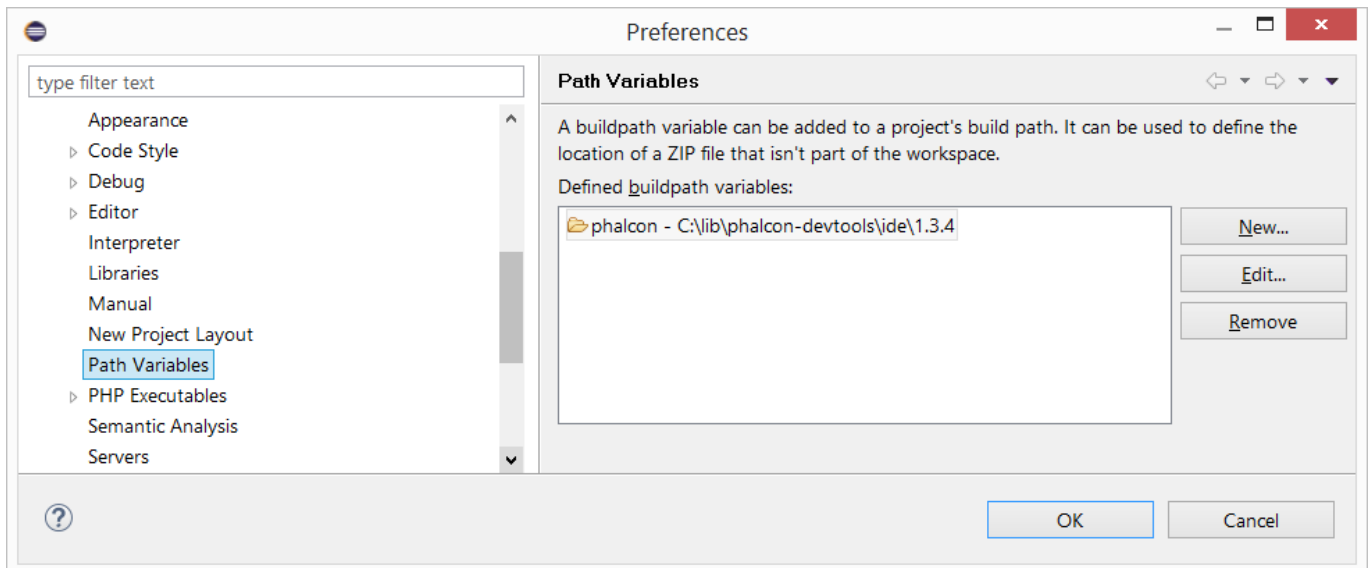 Preferences
type filter text
Appearance
Code Style
Debug
Editor
Interpreter
Libraries
Manual
New Project Layout
Path Variables
PHP Executables
Semantic Analysis
Servers
Path Variables
A buildpath variable can be added to a project's build path. It can be used to define the
location of a ZIP file that isn't part of the workspace.
Defined buildpath variables:
phalcon - C:\lib\phalcon-devtools\ide\1.3.4
New...
Edit...
Remove
OK
Cancel